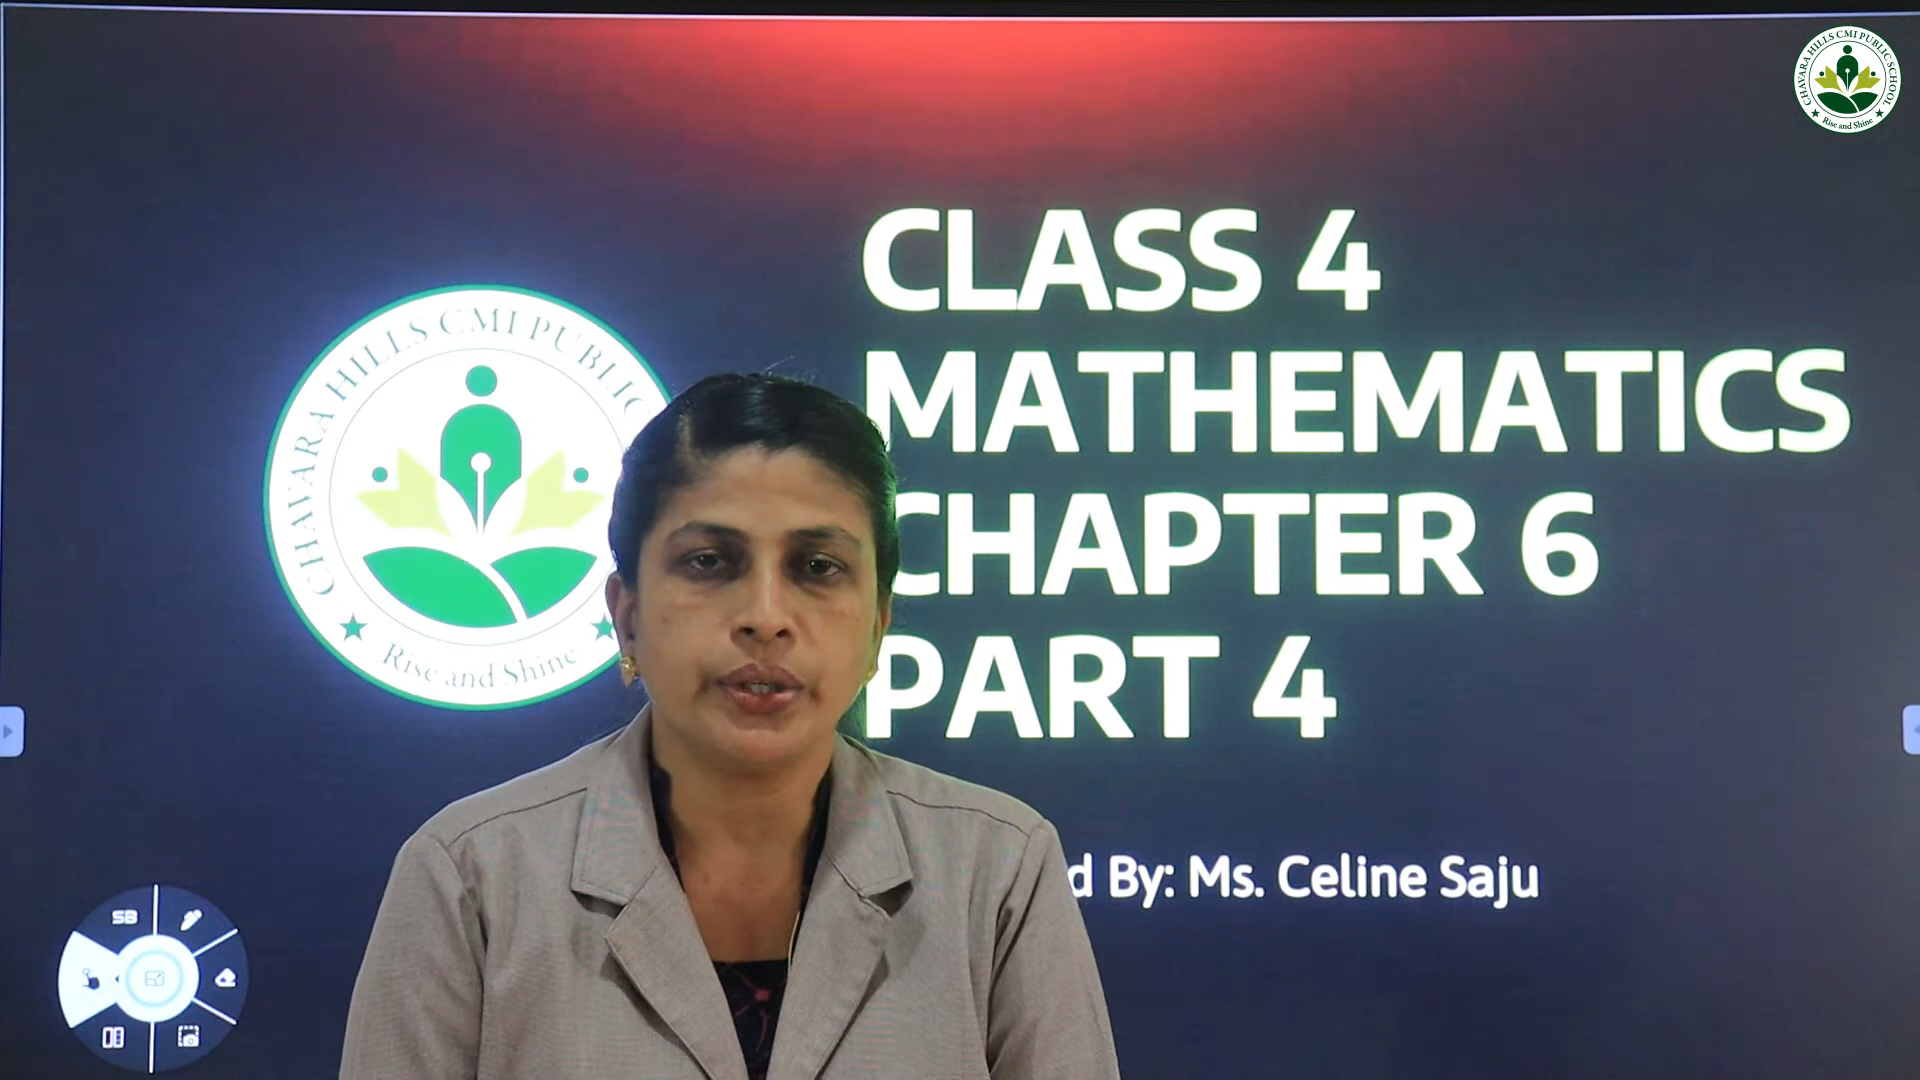 CHAVARA HILLS CMI PUBLIC SCHOOL
Rise and Shine
CLASS 4
MATHEMATICS
CHAPTER 6
PART 4
By: Ms. Celine Saju
CHAVARA HILLS CMI PUBLIC
Rise and Shine
SB